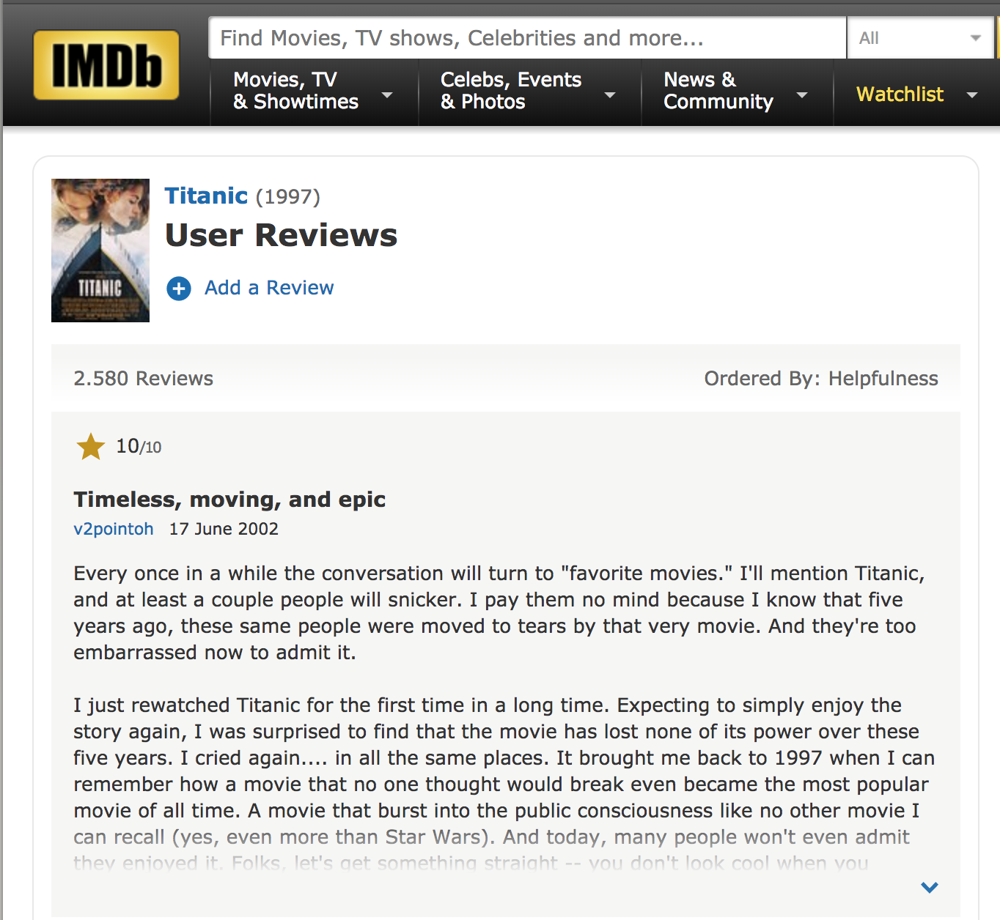 IMDb
Find Movies, TV shows, Celebrities and more...
All
Movies, TV
& Showtimes
Celebs, Events
& Photos
News &
Community
Watchlist
TITANIC
Titanic (1997)
User Reviews
Add a Review
2.580 Reviews
Ordered By: Helpfulness
10/10
Timeless, moving, and epic
v2pointoh 17 June 2002
Every once in a while the conversation will turn to "favorite movies." I'll mention Titanic,
and at least a couple people will snicker. I pay them no mind because I know that five
years ago, these same people were moved to tears by that very movie. And they're too
embarrassed now to admit it.
I just rewatched Titanic for the first time in a long time. Expecting to simply enjoy the
story again, I was surprised to find that the movie has lost none of its power over these
five years. I cried again.... in all the same places. It brought me back to 1997 when I can
remember how a movie that no one thought would break even became the most popular
movie of all time. A movie that burst into the public consciousness like no other movie I
can recall (yes, even more than Star Wars). And today, many people won't even admit
they enjoyed it. Folks, let's get something straight -- you don't look cool when you